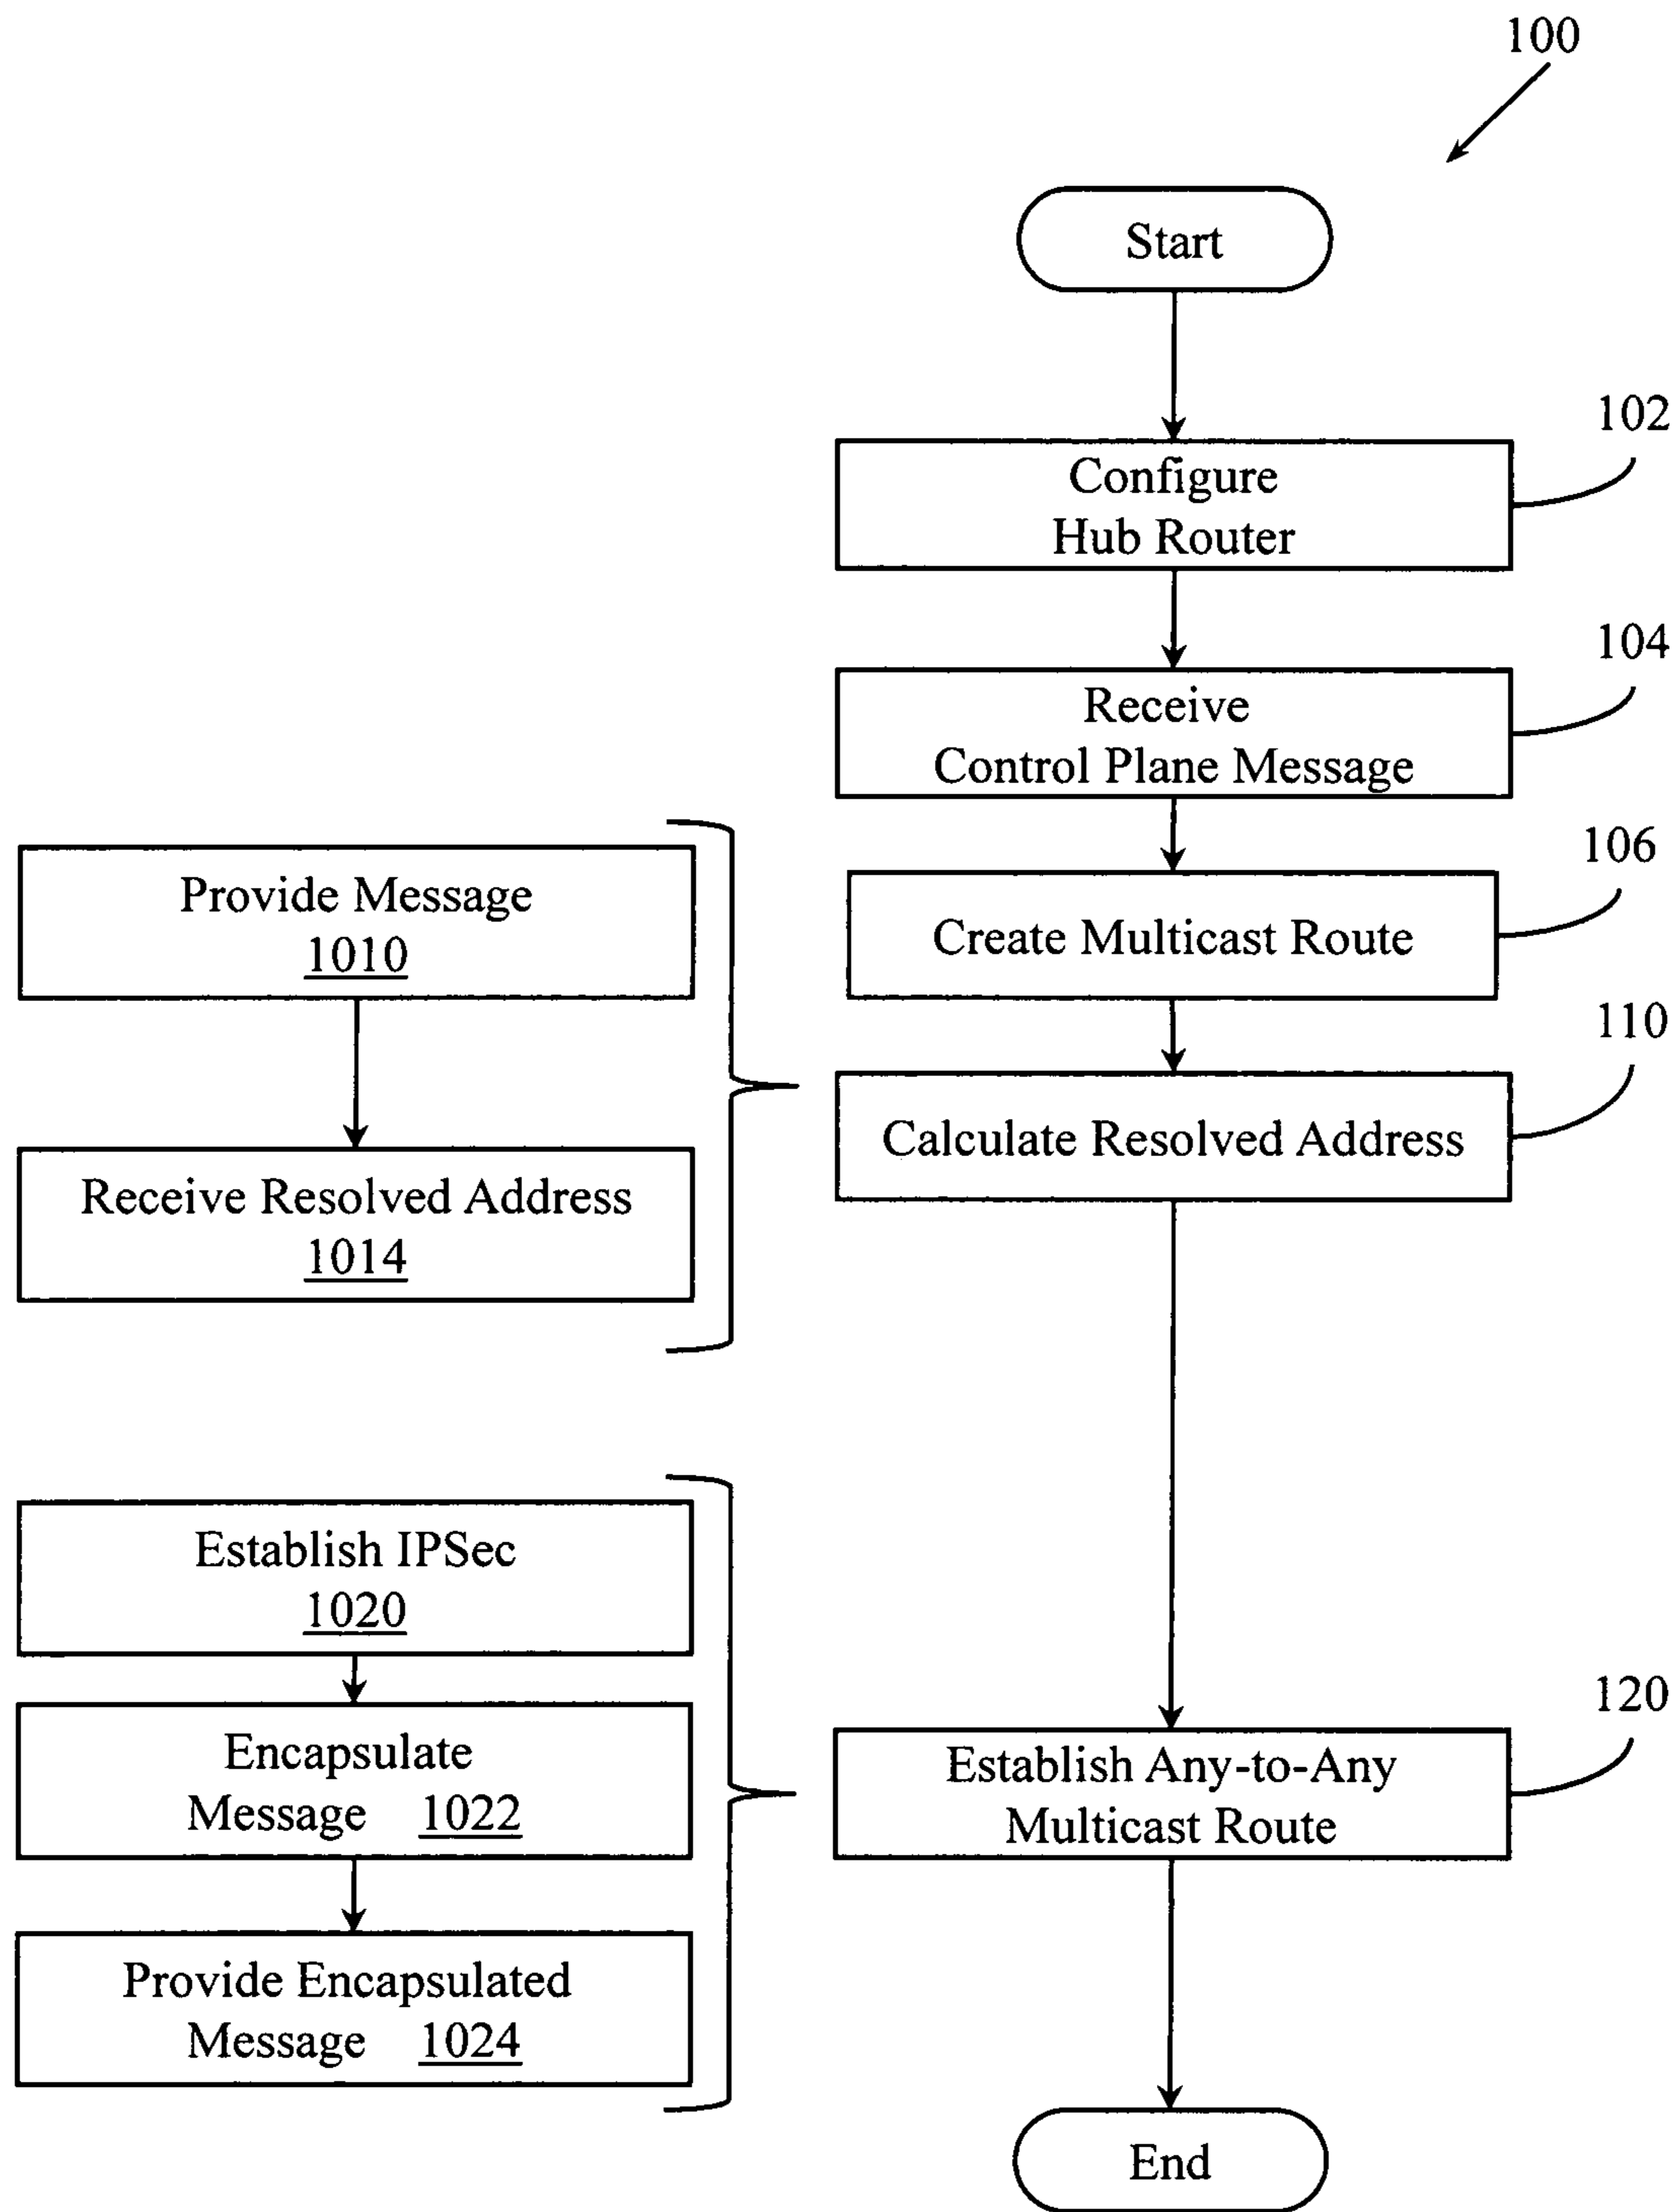 100
Start
102
Configure
Hub Router
104
Receive
Control Plane Message
106
Create Multicast Route
110
Calculate Resolved Address
Provide Message
1010
Receive Resolved Address
1014
Establish IPSec
1020
Encapsulate
Message 1022
Provide Encapsulated
Message 1024
120
Establish Any-to-Any
Multicast Route
End